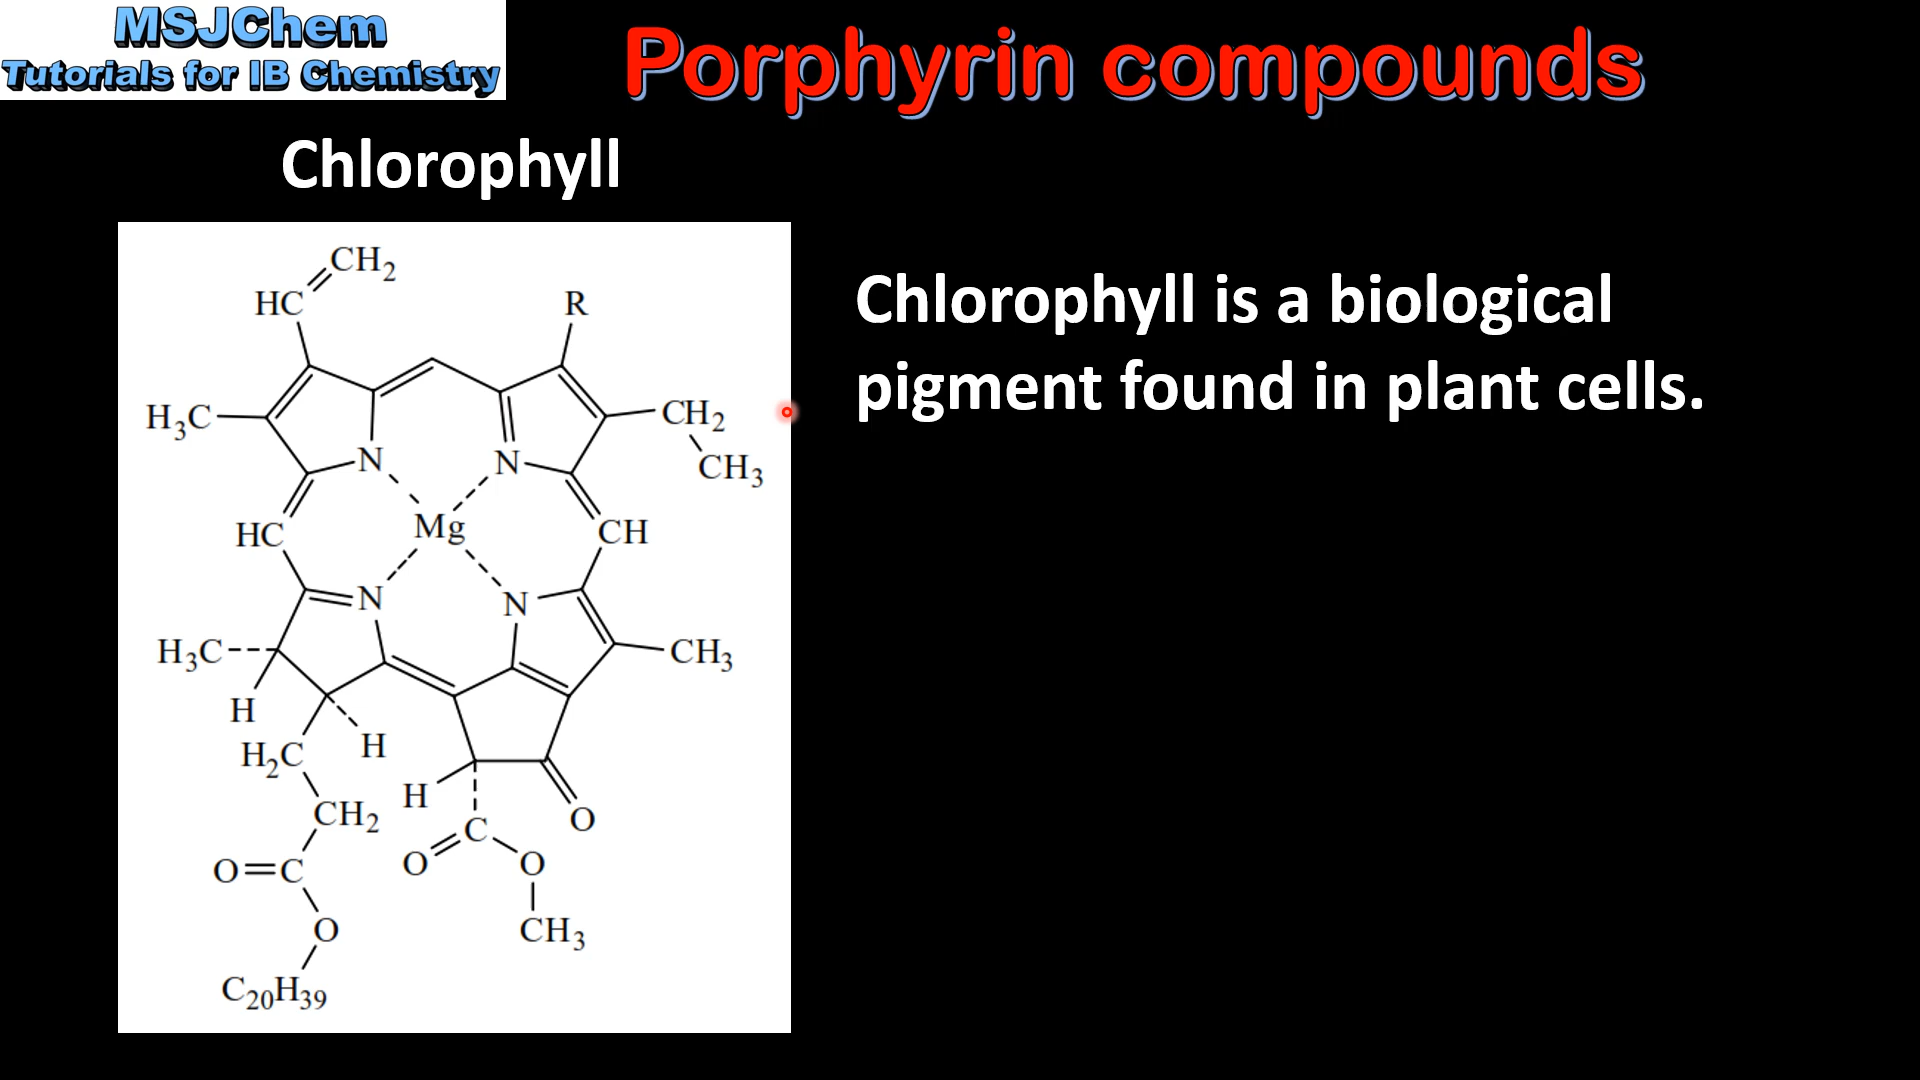 MSJChem
Tutorials for IB Chemistry
Porphyrin compounds
Chlorophyll
Chlorophyll is a biological
pigment found in plant cells.
CH₂
HC
R
H₃C
CH₂
CH₃
N
N
Mg
HC
CH
N
N
H₃C
CH₃
H
H
H₂C
H
CH₂
O
C
O
O
O=C
O
CH₃
C₂₀H₃₉